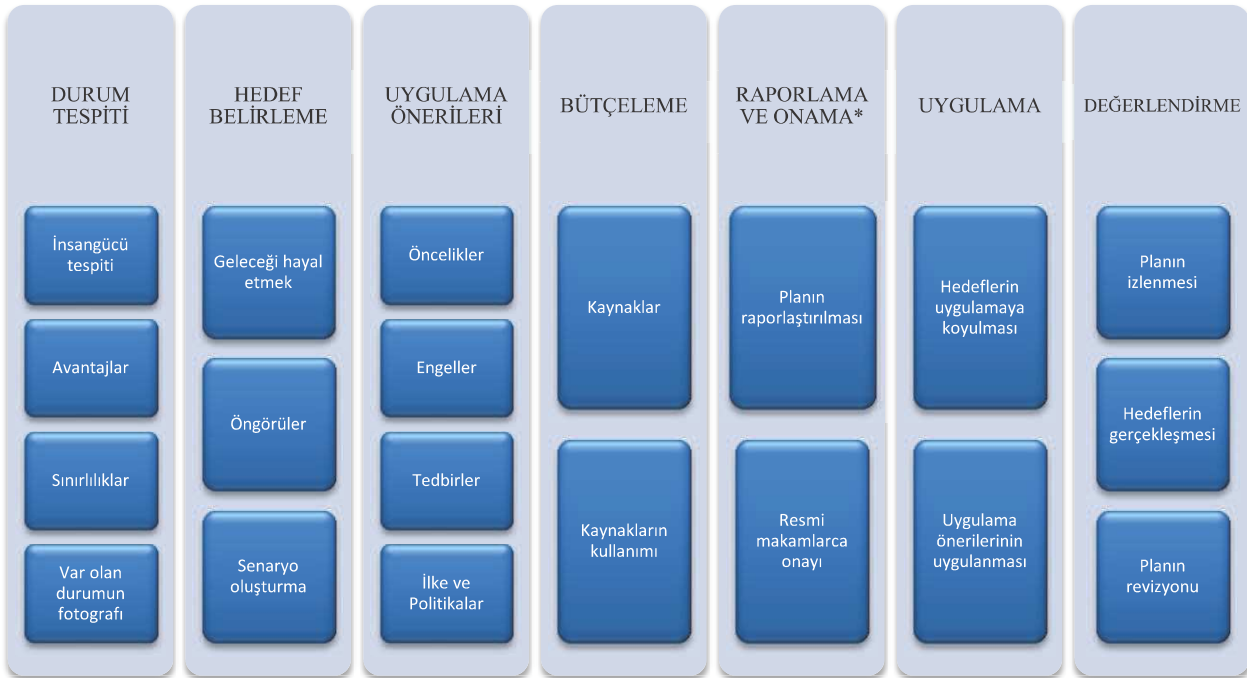 DURUM
TESPİTİ
İnsangücü
tespiti
Avantajlar
Sınırlılıklar
Var olan
durumun
fotografı
HEDEF
BELİRLEME
Geleceği hayal
etmek
Öngörüler
Senaryo
oluşturma
UYGULAMA
ÖNERİLERİ
Öncelikler
Engeller
Tedbirler
İlke ve
Politikalar
BÜTÇELEME
Kaynaklar
Kaynakların
kullanımı
RAPORLAMA
VE ONAMA*
Planın
raporlaştırılması
Resmi
makamlarca
onayı
UYGULAMA
Hedeflerin
uygulamaya
koyulması
Uygulama
önerilerinin
uygulanması
DEĞERLENDİRME
Planın
izlenmesi
Hedeflerin
gerçekleşmesi
Planın
revizyonu